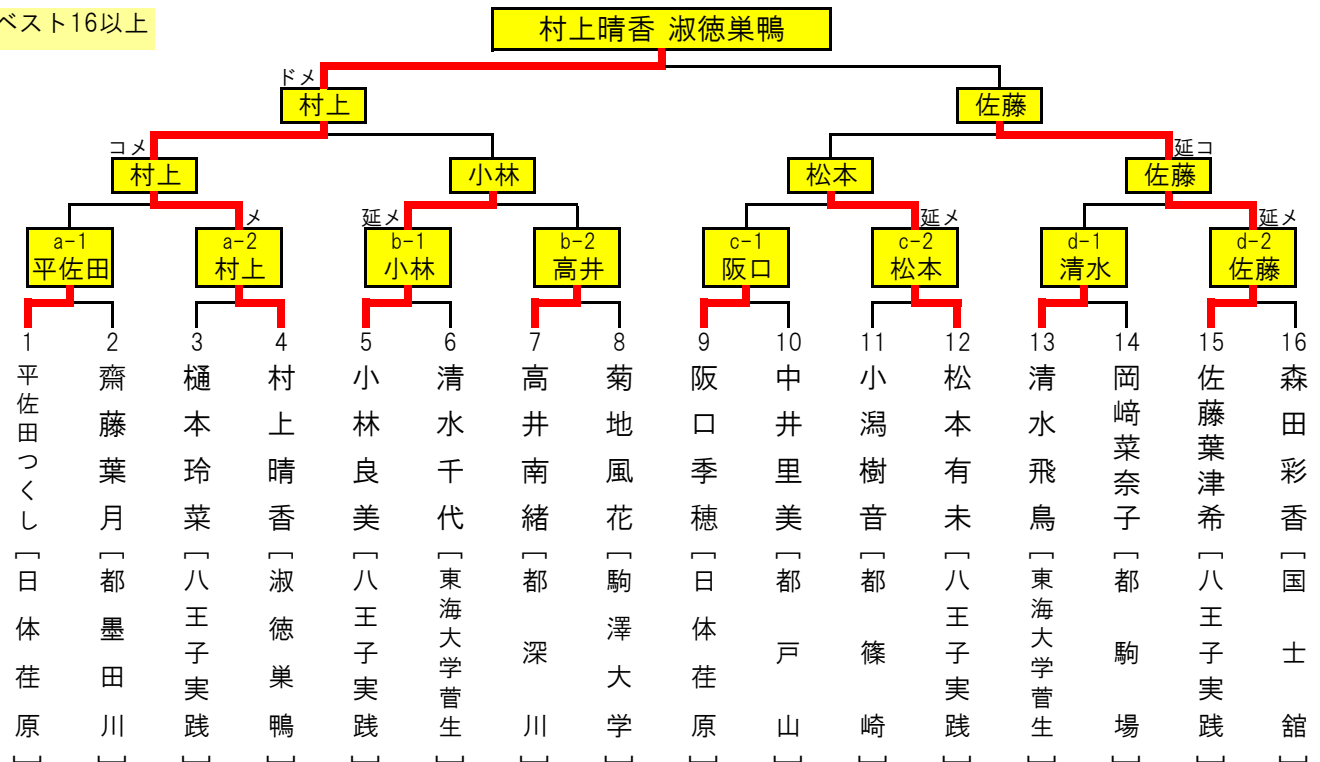 ベスト16以上
村上晴香 淑徳巣鴨
ドメ
村上
佐藤
コメ
延コ
村上
小林
松本
佐藤
メ
延メ
延メ
延メ
a-1
平佐田
a-2
村上
b-1
小林
b-2
高井
c-1
阪口
c-2
松本
d-1
清水
d-2
佐藤
1
平佐田つくし[日体荏原]
2
齋藤葉月[都墨田川]
3
樋本玲菜[八王子実践]
4
村上晴香[淑徳巣鴨]
5
小林良美[八王子実践]
6
清水千代[東海大学菅生]
7
高井南緒[都深川]
8
菊地風花[駒澤大学]
9
阪口季穂[日体荏原]
10
中井里美[都戸山]
11
小潟樹音[都篠崎]
12
松本有未[八王子実践]
13
清水飛鳥[東海大学菅生]
14
岡﨑菜奈子[都駒場]
15
佐藤葉津希[八王子実践]
16
森田彩香[国士舘]